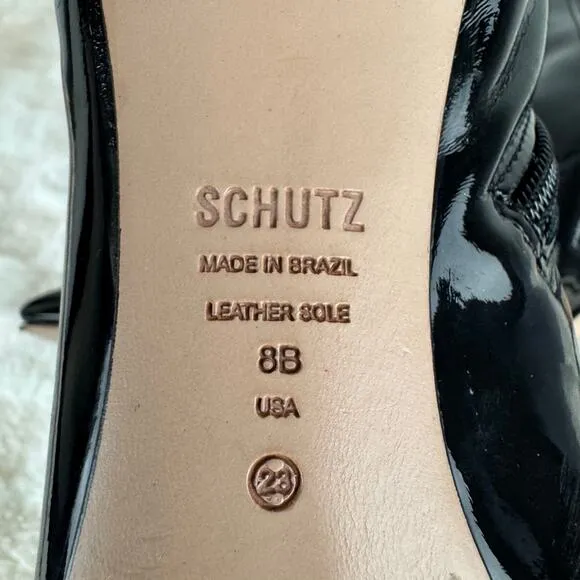 SCHUTZ
MADE IN BRAZIL
LEATHER SOLE
8B
USA
23